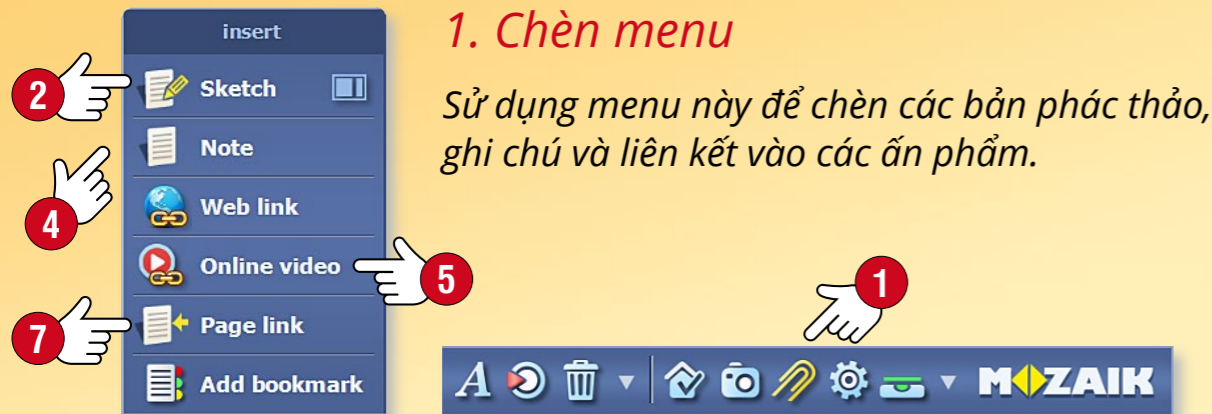 insert
2
Sketch
4
Note
Web link
5
Online video
7
Page link
Add bookmark
1. Chèn menu
Sử dụng menu này để chèn các bản phác thảo,
ghi chú và liên kết vào các ấn phẩm.
1
A
MOZAIK